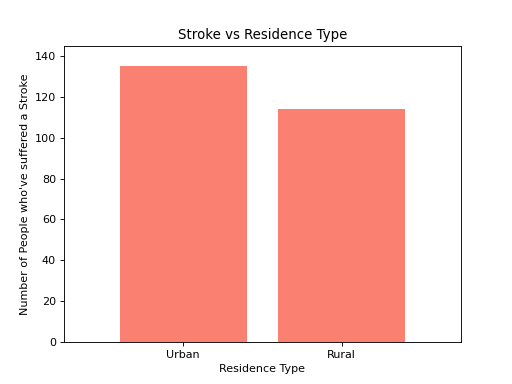 Stroke vs Residence Type
Number of People who've suffered a Stroke
140
120
100
80
60
40
20
0
Urban
Rural
Residence Type